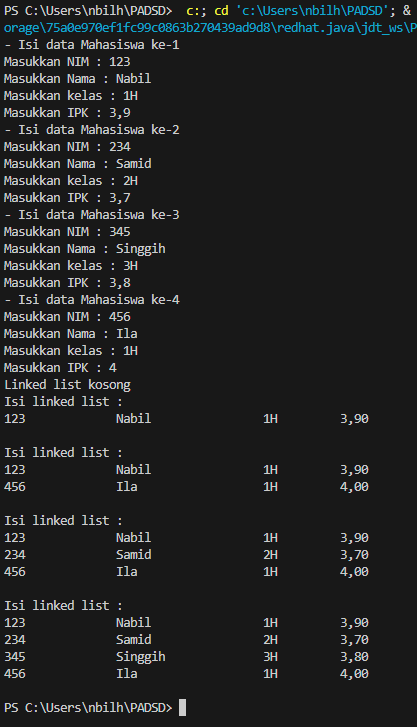 PS C:\Users\nbilh\PADSD>  c:; cd 'c:\Users\nbilh\PADSD'; &
orage\75a0e970ef1fc99c0863b270439ad9d8\redhat.java\jdt_ws\P
- Isi data Mahasiswa ke-1
Masukkan NIM : 123
Masukkan Nama : Nabil
Masukkan kelas : 1H
Masukkan IPK : 3,9
- Isi data Mahasiswa ke-2
Masukkan NIM : 234
Masukkan Nama : Samid
Masukkan kelas : 2H
Masukkan IPK : 3,7
- Isi data Mahasiswa ke-3
Masukkan NIM : 345
Masukkan Nama : Singgih
Masukkan kelas : 3H
Masukkan IPK : 3,8
- Isi data Mahasiswa ke-4
Masukkan NIM : 456
Masukkan Nama : Ila
Masukkan kelas : 1H
Masukkan IPK : 4
Linked list kosong
Isi linked list :
123 Nabil 1H 3,90
Isi linked list :
123 Nabil 1H 3,90
456 Ila 1H 4,00
Isi linked list :
123 Nabil 1H 3,90
234 Samid 2H 3,70
456 Ila 1H 4,00
Isi linked list :
123 Nabil 1H 3,90
234 Samid 2H 3,70
345 Singgih 3H 3,80
456 Ila 1H 4,00
PS C:\Users\nbilh\PADSD>